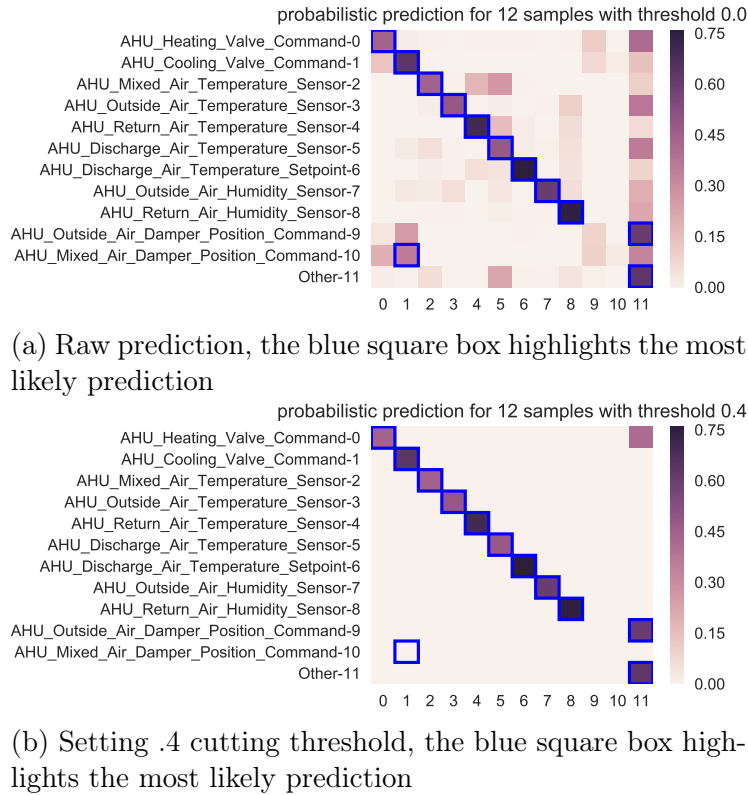 probabilistic prediction for 12 samples with threshold 0.0
AHU_Heating_Valve_Command-0
AHU_Cooling_Valve_Command-1
AHU_Mixed_Air_Temperature_Sensor-2
AHU_Outside_Air_Temperature_Sensor-3
AHU_Return_Air_Temperature_Sensor-4
AHU_Discharge_Air_Temperature_Sensor-5
AHU_Discharge_Air_Temperature_Setpoint-6
AHU_Outside_Air_Humidity_Sensor-7
AHU_Return_Air_Humidity_Sensor-8
AHU_Outside_Air_Damper_Position_Command-9
AHU_Mixed_Air_Damper_Position_Command-10
Other-11
0 1 2 3 4 5 6 7 8 9 10 11
0.75
0.60
0.45
0.30
0.15
0.00
(a) Raw prediction, the blue square box highlights the most
likely prediction
probabilistic prediction for 12 samples with threshold 0.4
AHU_Heating_Valve_Command-0
AHU_Cooling_Valve_Command-1
AHU_Mixed_Air_Temperature_Sensor-2
AHU_Outside_Air_Temperature_Sensor-3
AHU_Return_Air_Temperature_Sensor-4
AHU_Discharge_Air_Temperature_Sensor-5
AHU_Discharge_Air_Temperature_Setpoint-6
AHU_Outside_Air_Humidity_Sensor-7
AHU_Return_Air_Humidity_Sensor-8
AHU_Outside_Air_Damper_Position_Command-9
AHU_Mixed_Air_Damper_Position_Command-10
Other-11
0 1 2 3 4 5 6 7 8 9 10 11
0.75
0.60
0.45
0.30
0.15
0.00
(b) Setting .4 cutting threshold, the blue square box high-
lights the most likely prediction